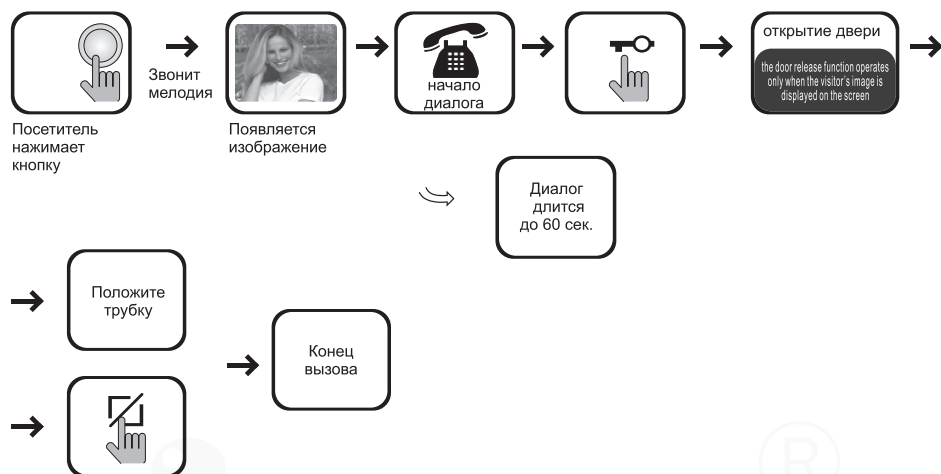 Посетитель
нажимает
кнопку
Звонит
мелодия
Появляется
изображение
начало
диалога
открытие двери
the door release function operates
only when the visitor's image is
displayed on the screen
Диалог
длится
до 60 сек.
Положите
трубку
Конец
вызова
®